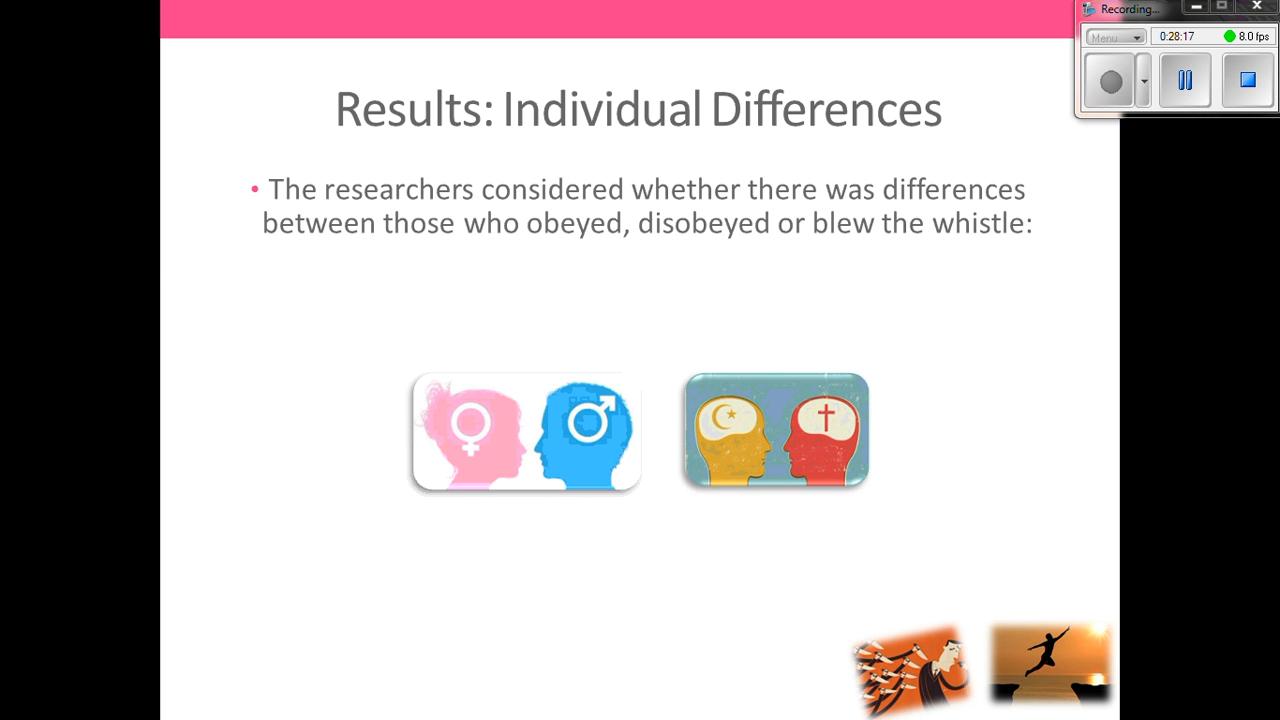 Recording...
Menu
0:28:17
8.0 fps
Results: Individual Differences
• The researchers considered whether there was differences
between those who obeyed, disobeyed or blew the whistle: